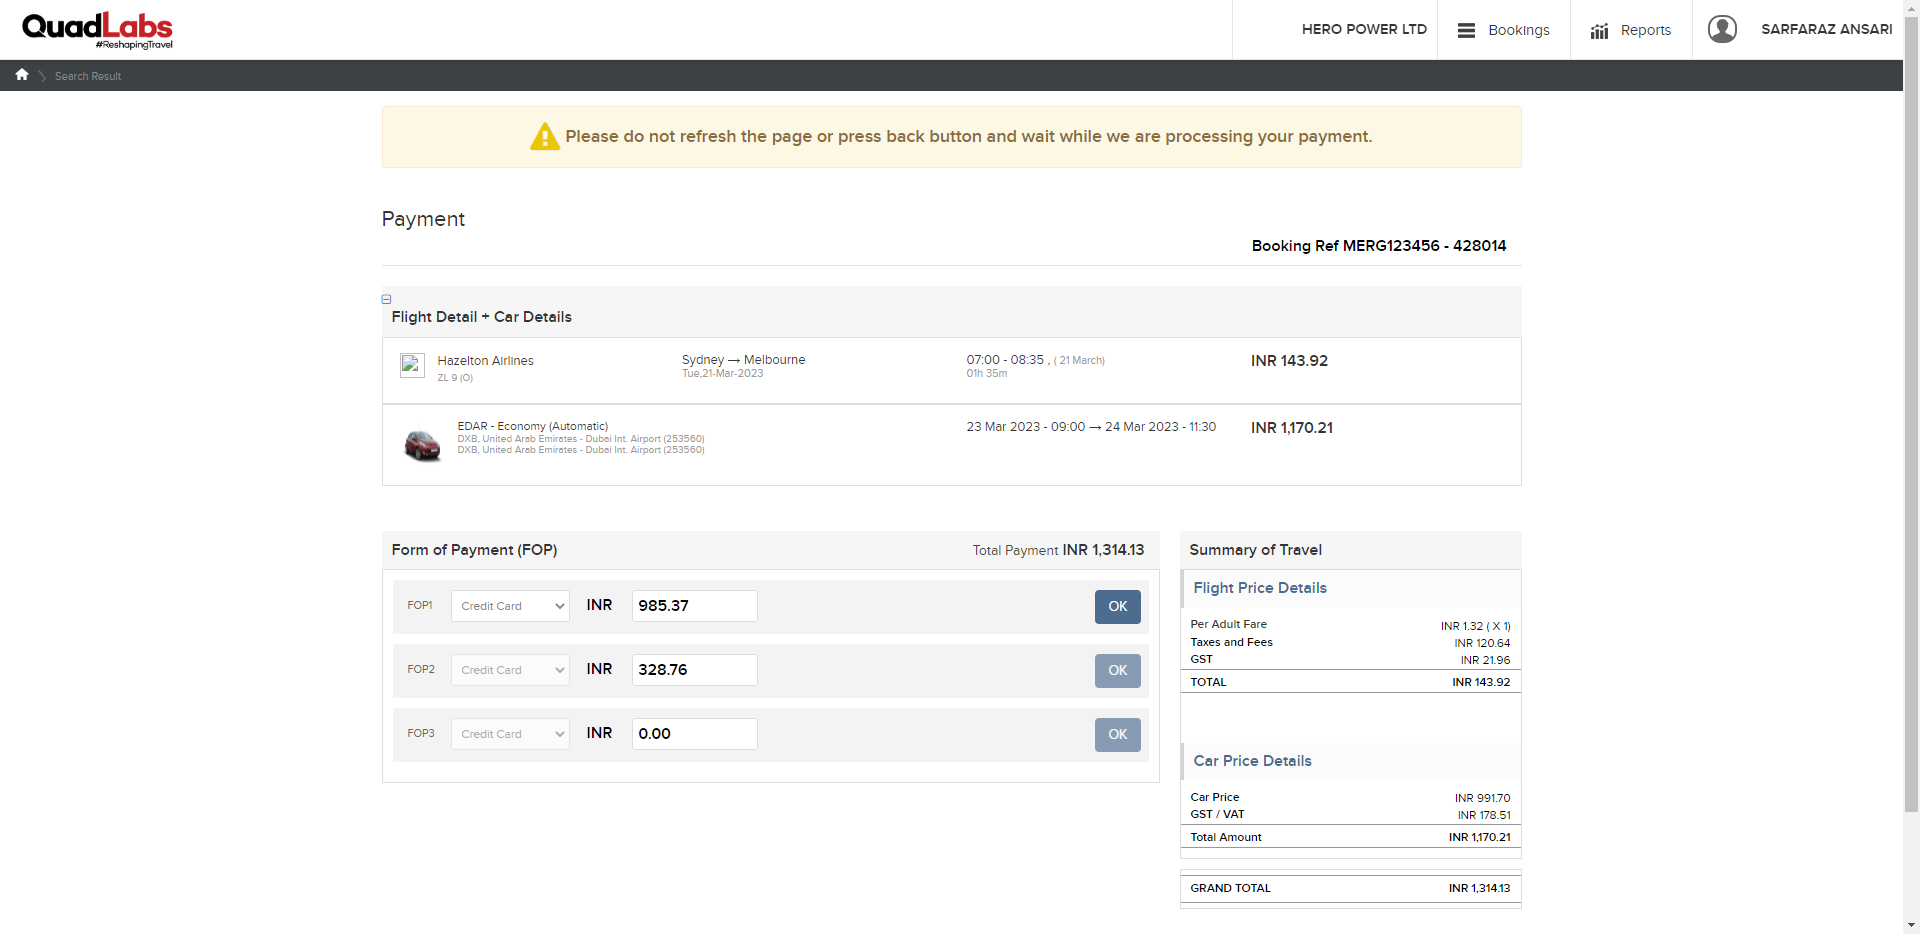 QuadLabs
#ReshapingTravel
HERO POWER LTD
Bookings
Reports
SARFARAZ ANSARI
Search Result
Please do not refresh the page or press back button and wait while we are processing your payment.
Payment
Booking Ref MERG123456 - 428014
Flight Detail + Car Details
Hazelton Airlines
ZL 9 (O)
Sydney → Melbourne
Tue,21-Mar-2023
07:00 - 08:35 , ( 21 March)
01h 35m
INR 143.92
EDAR - Economy (Automatic)
DXB, United Arab Emirates - Dubai Int. Airport (253560)
DXB, United Arab Emirates - Dubai Int. Airport (253560)
23 Mar 2023 - 09:00 → 24 Mar 2023 - 11:30
INR 1,170.21
Form of Payment (FOP)
Total Payment INR 1,314.13
FOP1 Credit Card INR 985.37 OK
FOP2 Credit Card INR 328.76 OK
FOP3 Credit Card INR 0.00 OK
Summary of Travel
Flight Price Details
Per Adult Fare INR 1.32 ( X 1)
Taxes and Fees INR 120.64
GST INR 21.96
TOTAL INR 143.92
Car Price Details
Car Price INR 991.70
GST / VAT INR 178.51
Total Amount INR 1,170.21
GRAND TOTAL INR 1,314.13